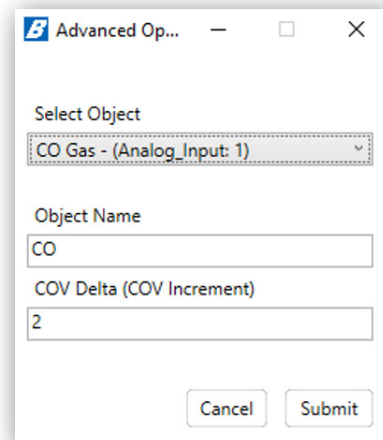 B Advanced Op...
Select Object
CO Gas - (Analog_Input: 1)
Object Name
CO
COV Delta (COV Increment)
2
Cancel Submit